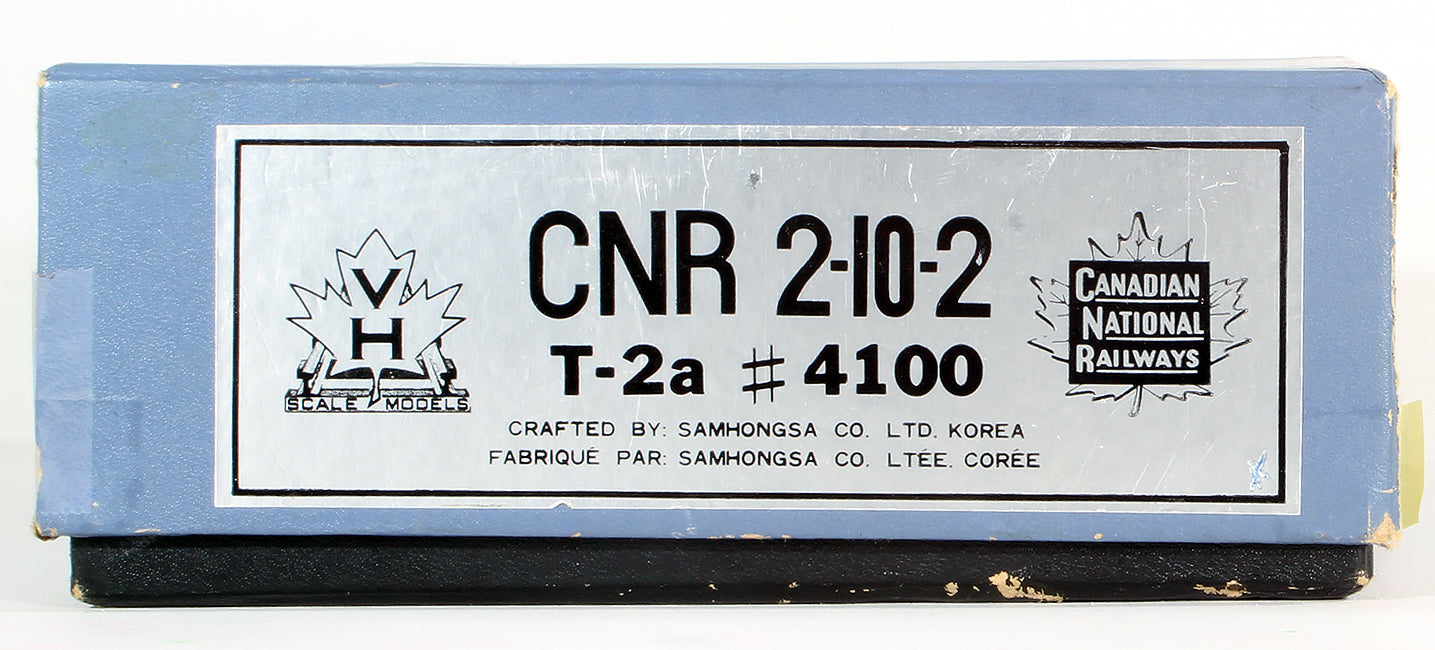 V
H
SCALE MODELS
CNR 2-10-2
T-2a #4100
CRAFTED BY: SAMHONGSA CO. LTD. KOREA
FABRIQUÉ PAR: SAMHONGSA CO. LTÉE. CORÉE
CANADIAN
NATIONAL
RAILWAYS